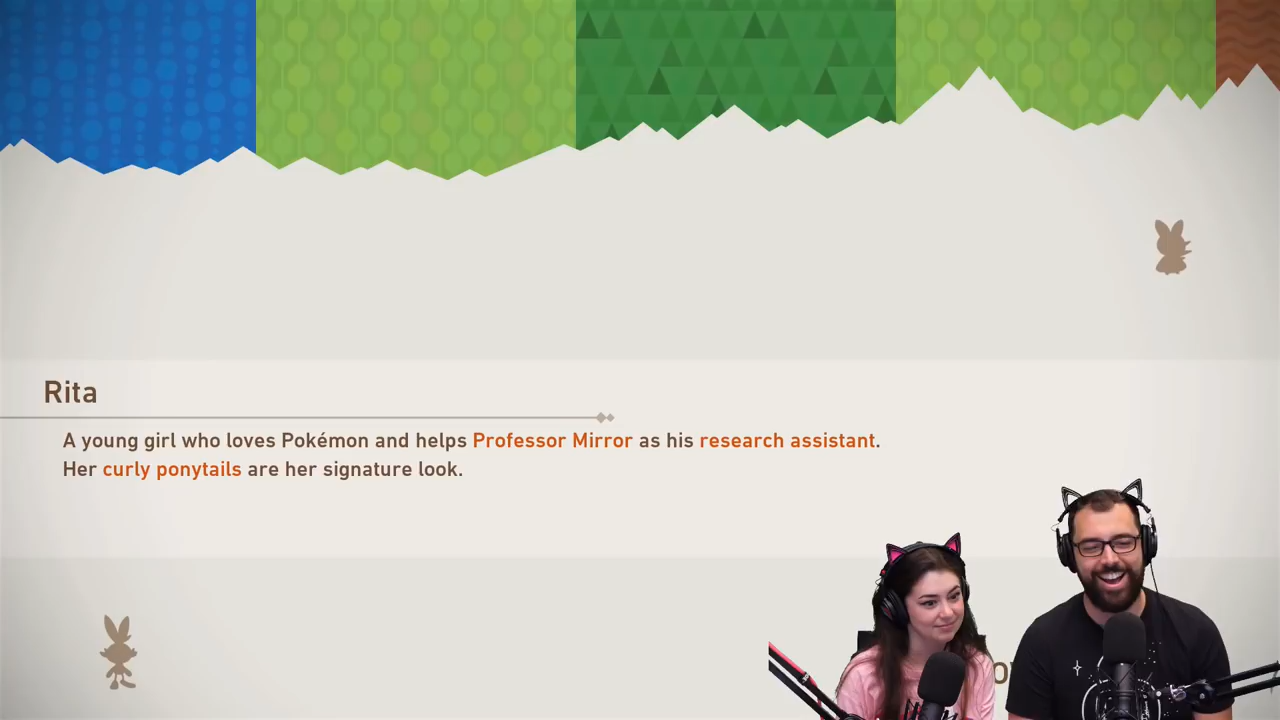 Rita
A young girl who loves Pokémon and helps Professor Mirror as his research assistant.
Her curly ponytails are her signature look.